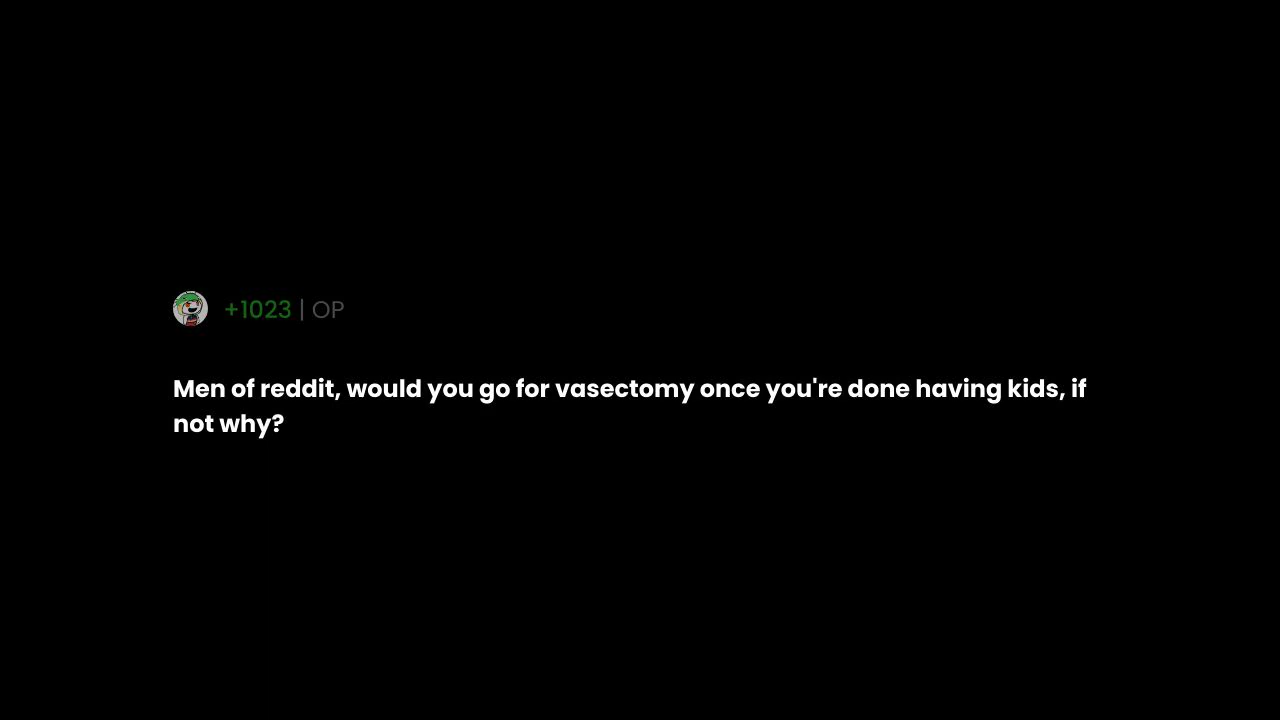 +1023 | OP
Men of reddit, would you go for vasectomy once you're done having kids, if
not why?